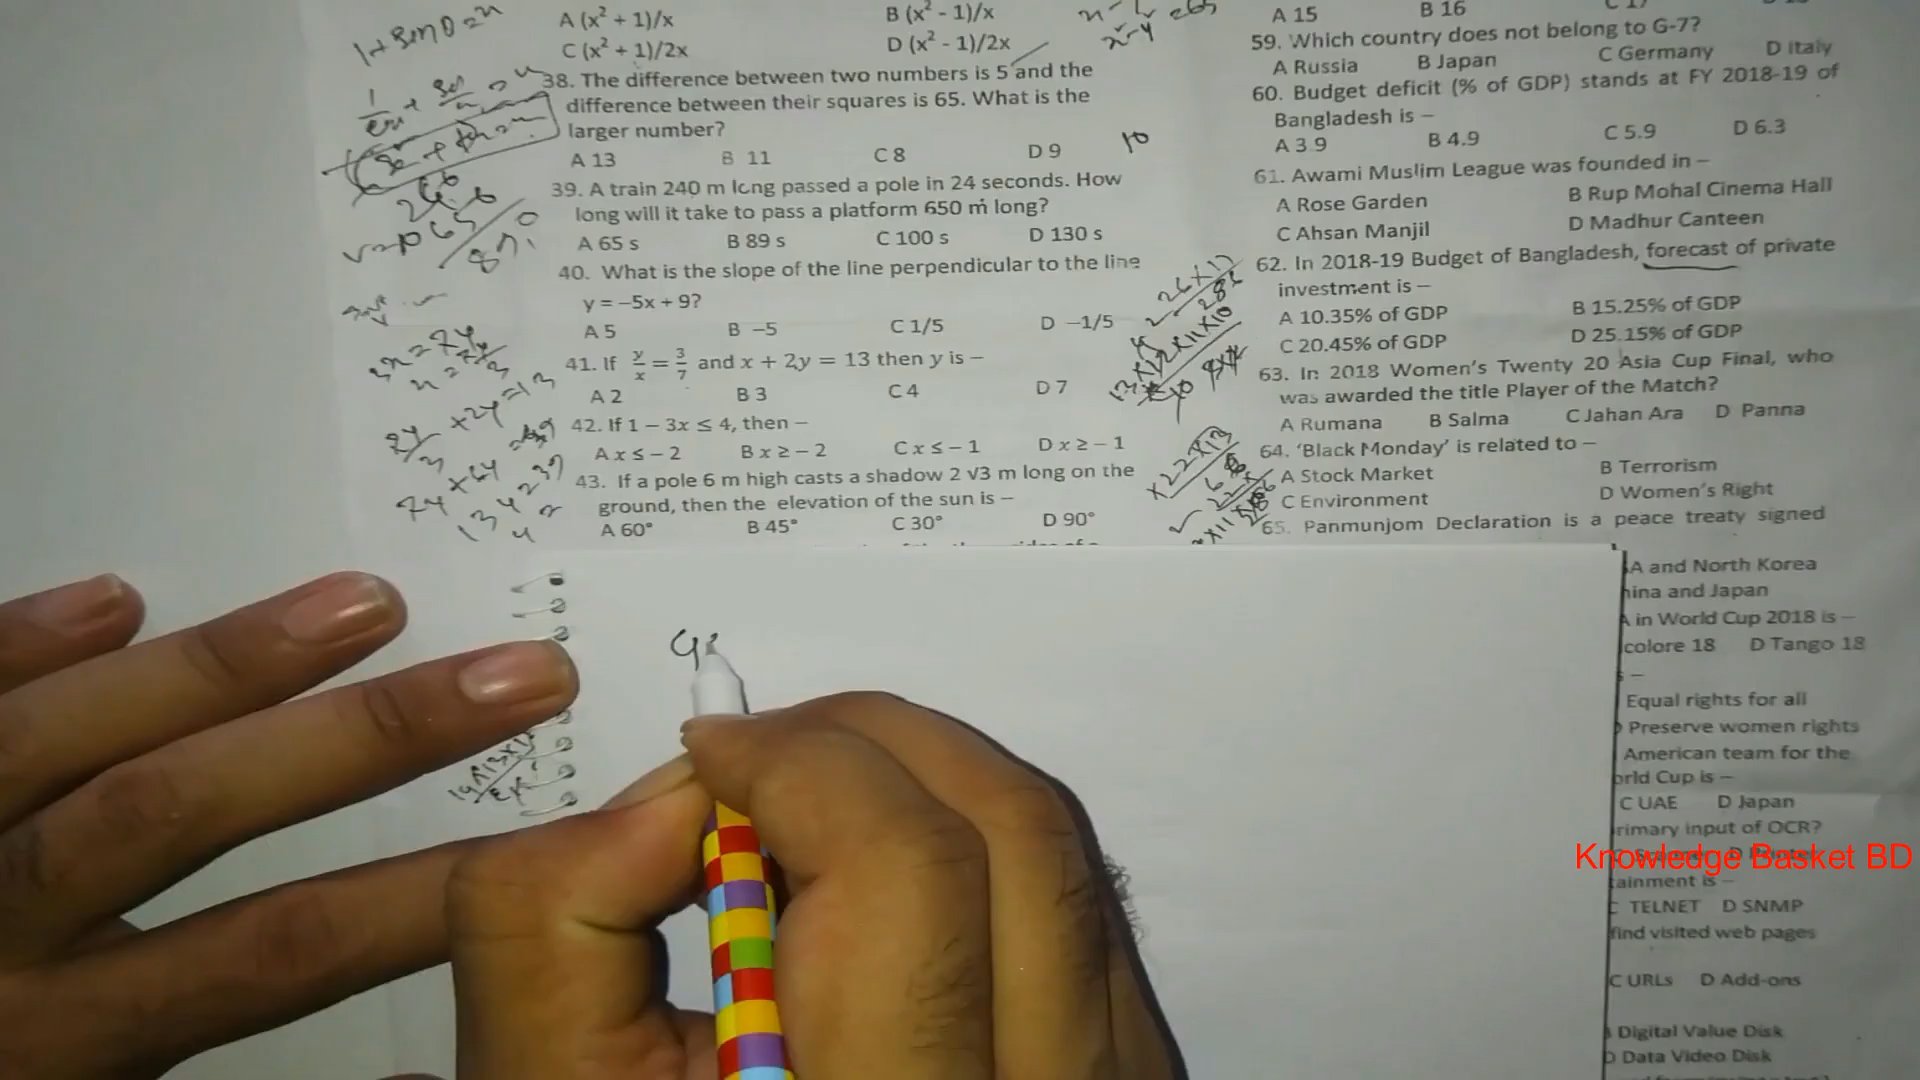 1 + sin θ = x
A (x² + 1)/x B (x² - 1)/x
C (x² + 1)/2x D (x² - 1)/2x
38. The difference between two numbers is 5 and the
difference between their squares is 65. What is the
larger number?
A 13 B 11 C 8 D 9
10
39. A train 240 m long passed a pole in 24 seconds. How
long will it take to pass a platform 650 m long?
A 65 s B 89 s C 100 s D 130 s
40. What is the slope of the line perpendicular to the line
y = −5x + 9?
A 5 B −5 C 1/5 D −1/5
41. If y/x = 3/7 and x + 2y = 13 then y is −
A 2 B 3 C 4 D 7
42. If 1 − 3x ≤ 4, then −
A x ≤ − 2 B x ≥ − 2 C x ≤ − 1 D x ≥ − 1
43. If a pole 6 m high casts a shadow 2 √3 m long on the
ground, then the elevation of the sun is −
A 60° B 45° C 30° D 90°
A 15 B 16 C 17
59. Which country does not belong to G-7?
A Russia B Japan C Germany D Italy
60. Budget deficit (% of GDP) stands at FY 2018-19 of
Bangladesh is −
A 3.9 B 4.9 C 5.9 D 6.3
61. Awami Muslim League was founded in −
A Rose Garden B Rup Mohal Cinema Hall
C Ahsan Manjil D Madhur Canteen
62. In 2018-19 Budget of Bangladesh, forecast of private
investment is −
A 10.35% of GDP B 15.25% of GDP
C 20.45% of GDP D 25.15% of GDP
63. In 2018 Women's Twenty 20 Asia Cup Final, who
was awarded the title Player of the Match?
A Rumana B Salma C Jahan Ara D Panna
64. 'Black Monday' is related to −
A Stock Market B Terrorism
C Environment D Women's Right
65. Panmunjom Declaration is a peace treaty signed
A and North Korea
hina and Japan
A in World Cup 2018 is −
colore 18 D Tango 18
−
Equal rights for all
D Preserve women rights
American team for the
orld Cup is −
C UAE D Japan
rimary input of OCR?
Knowledge Basket BD
tainment is −
C TELNET D SNMP
find visited web pages
C URLs D Add-ons
B Digital Value Disk
D Data Video Disk